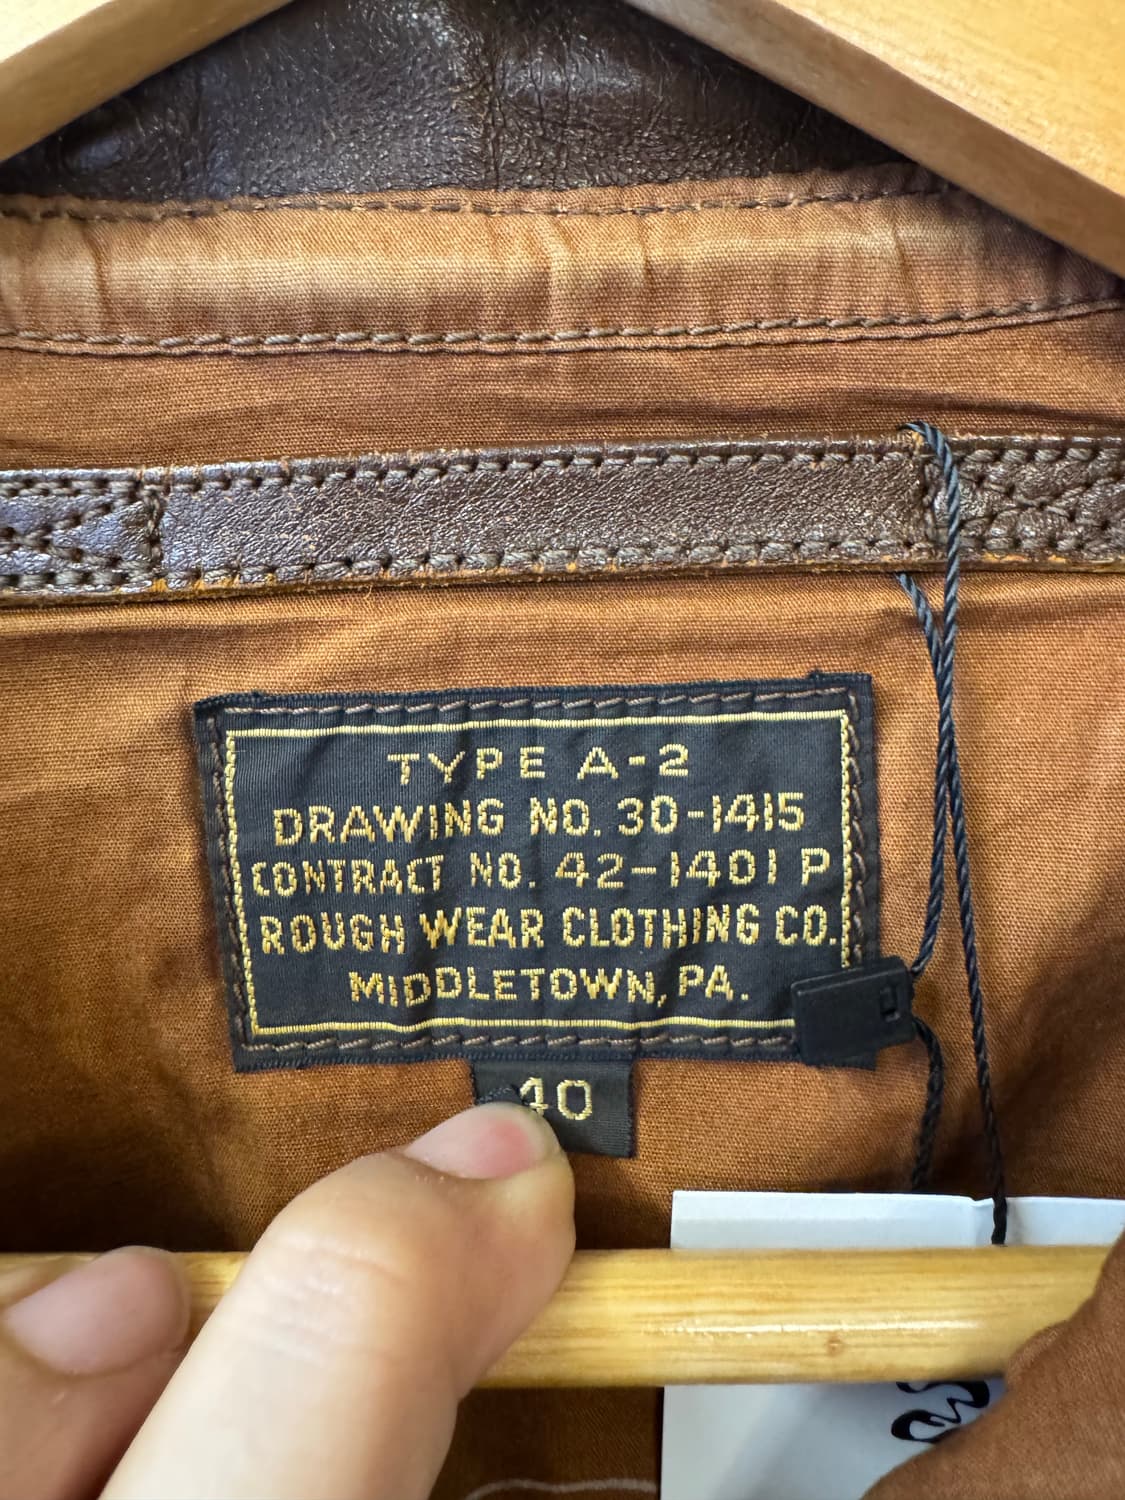 TYPE A-2
DRAWING NO. 30-1415
CONTRACT NO. 42-1401 P
ROUGH WEAR CLOTHING CO.
MIDDLETOWN, PA.
40